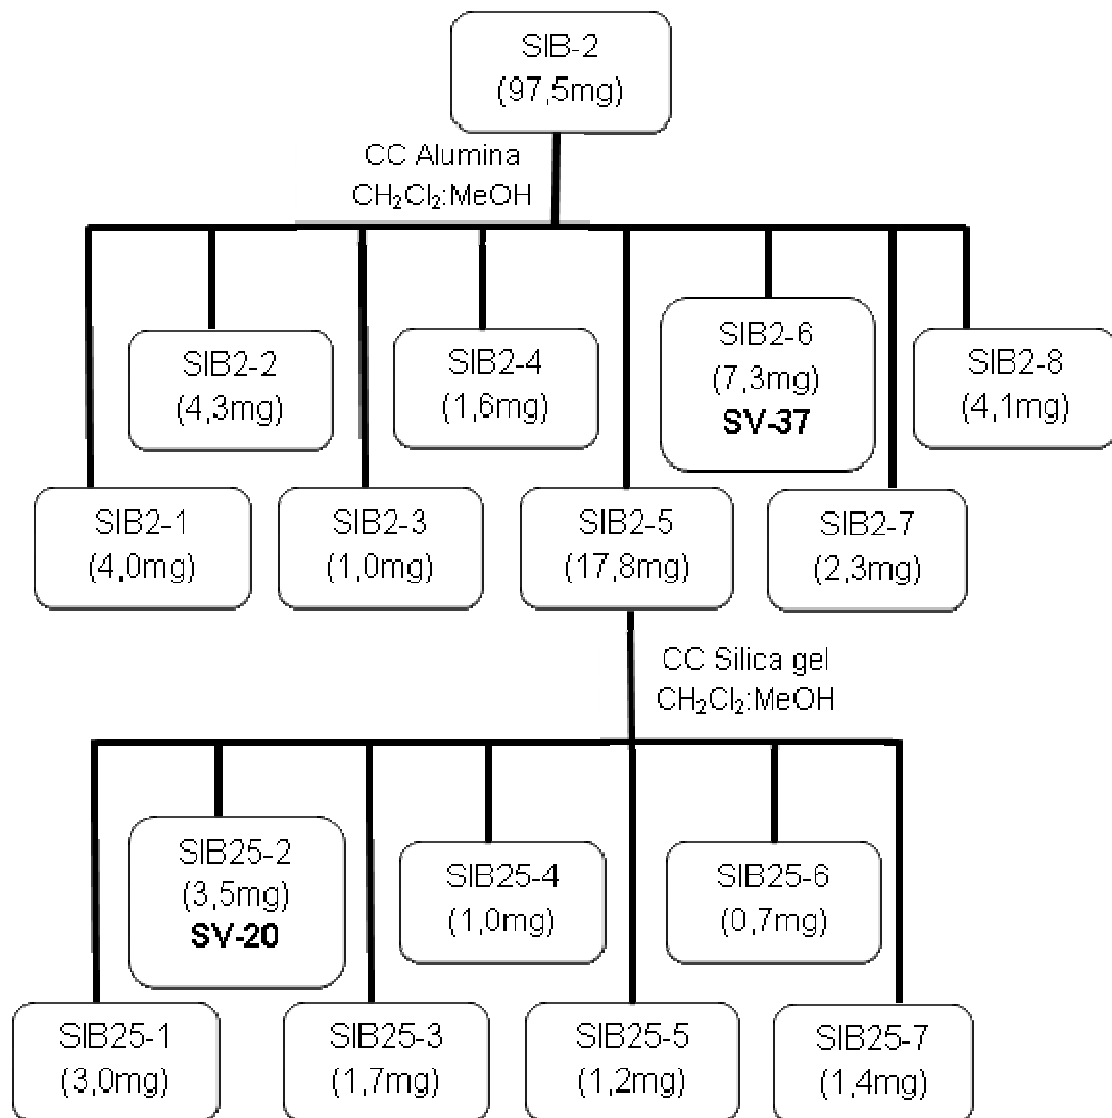 SIB-2
(97,5mg)
CC Alumina
CH₂Cl₂:MeOH
SIB2-2
(4,3mg)
SIB2-4
(1,6mg)
SIB2-6
(7,3mg)
SV-37
SIB2-8
(4,1mg)
SIB2-1
(4,0mg)
SIB2-3
(1,0mg)
SIB2-5
(17,8mg)
SIB2-7
(2,3mg)
CC Silica gel
CH₂Cl₂:MeOH
SIB25-2
(3,5mg)
SV-20
SIB25-4
(1,0mg)
SIB25-6
(0,7mg)
SIB25-1
(3,0mg)
SIB25-3
(1,7mg)
SIB25-5
(1,2mg)
SIB25-7
(1,4mg)